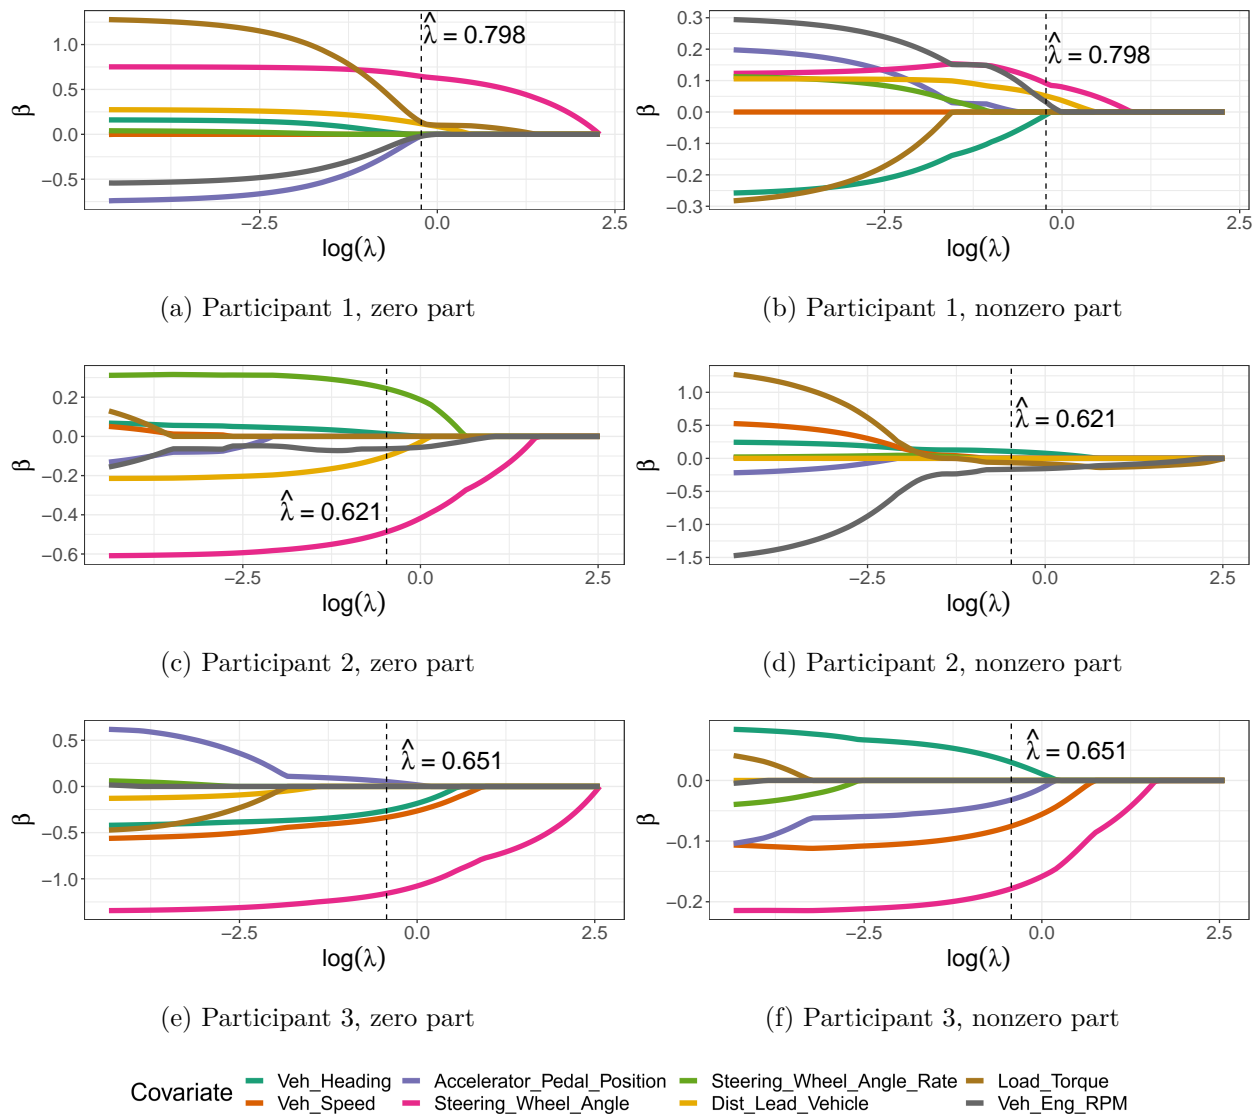 1.0
0.5
0.0
−0.5
β
λ̂ = 0.798
−2.5 0.0 2.5
log(λ)
(a) Participant 1, zero part
0.3
0.2
0.1
0.0
−0.1
−0.2
−0.3
β
λ̂ = 0.798
−2.5 0.0 2.5
log(λ)
(b) Participant 1, nonzero part
0.2
0.0
−0.2
−0.4
−0.6
β
λ̂ = 0.621
−2.5 0.0 2.5
log(λ)
(c) Participant 2, zero part
1.0
0.5
0.0
−0.5
−1.0
−1.5
β
λ̂ = 0.621
−2.5 0.0 2.5
log(λ)
(d) Participant 2, nonzero part
0.5
0.0
−0.5
−1.0
β
λ̂ = 0.651
−2.5 0.0 2.5
log(λ)
(e) Participant 3, zero part
0.0
−0.1
−0.2
β
λ̂ = 0.651
−2.5 0.0 2.5
log(λ)
(f) Participant 3, nonzero part
Covariate
Veh_Heading Accelerator_Pedal_Position Steering_Wheel_Angle_Rate Load_Torque
Veh_Speed Steering_Wheel_Angle Dist_Lead_Vehicle Veh_Eng_RPM